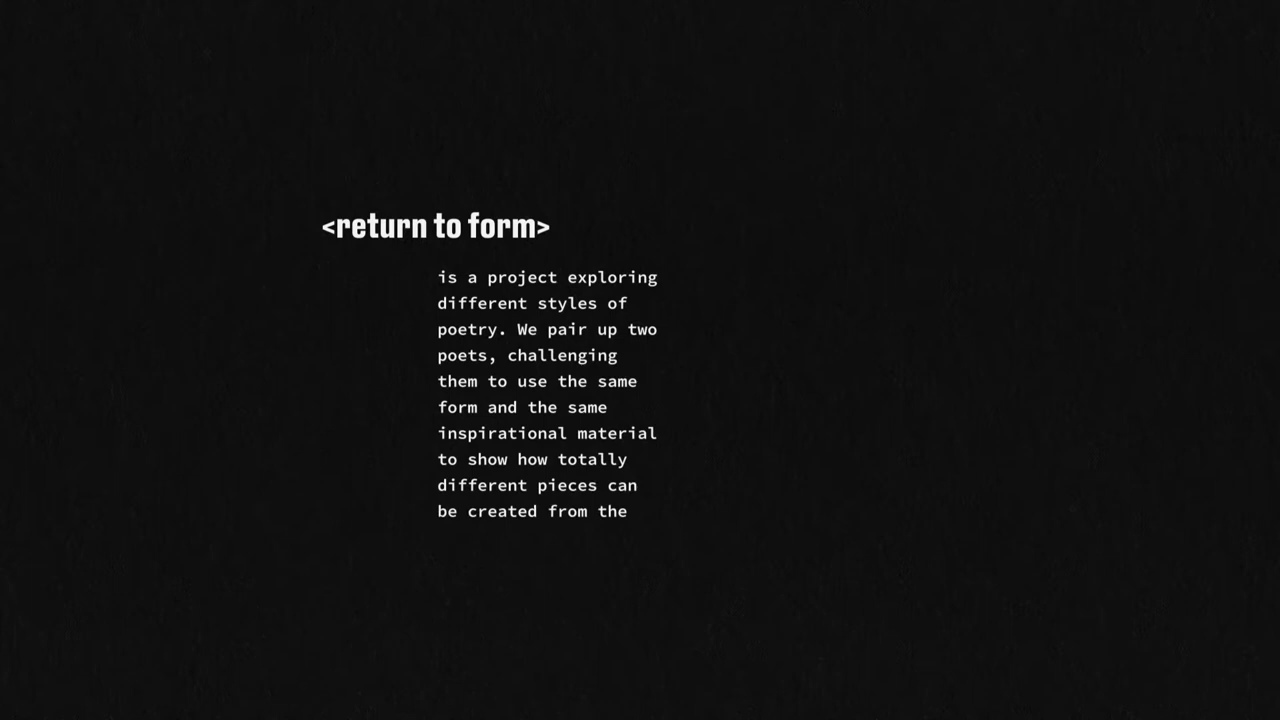 <return to form>
is a project exploring
different styles of
poetry. We pair up two
poets, challenging
them to use the same
form and the same
inspirational material
to show how totally
different pieces can
be created from the